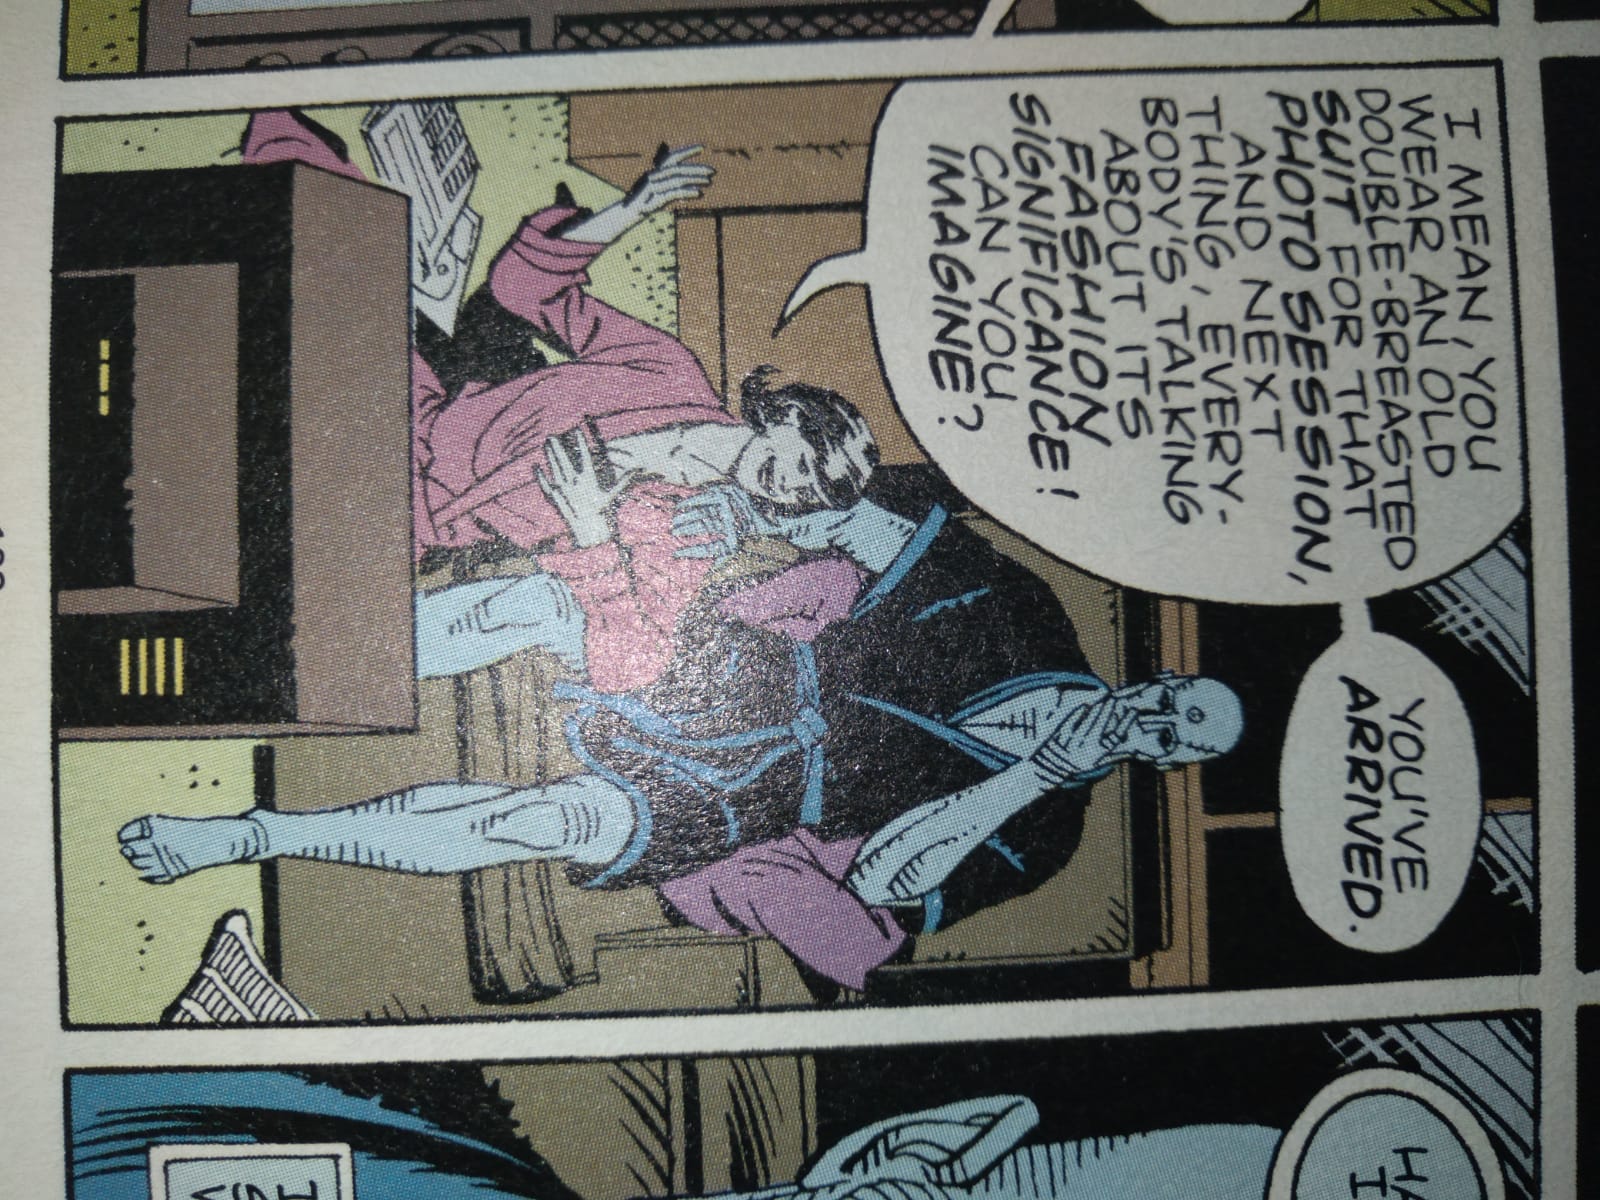 I MEAN, YOU
WEAR AN OLD
DOUBLE-BREASTED
SUIT FOR THAT
PHOTO SESSION,
AND NEXT
THING, EVERY-
BODY'S TALKING
ABOUT ITS
FASHION
SIGNIFICANCE!
CAN YOU
IMAGINE?
YOU'VE
ARRIVED.
HA
I